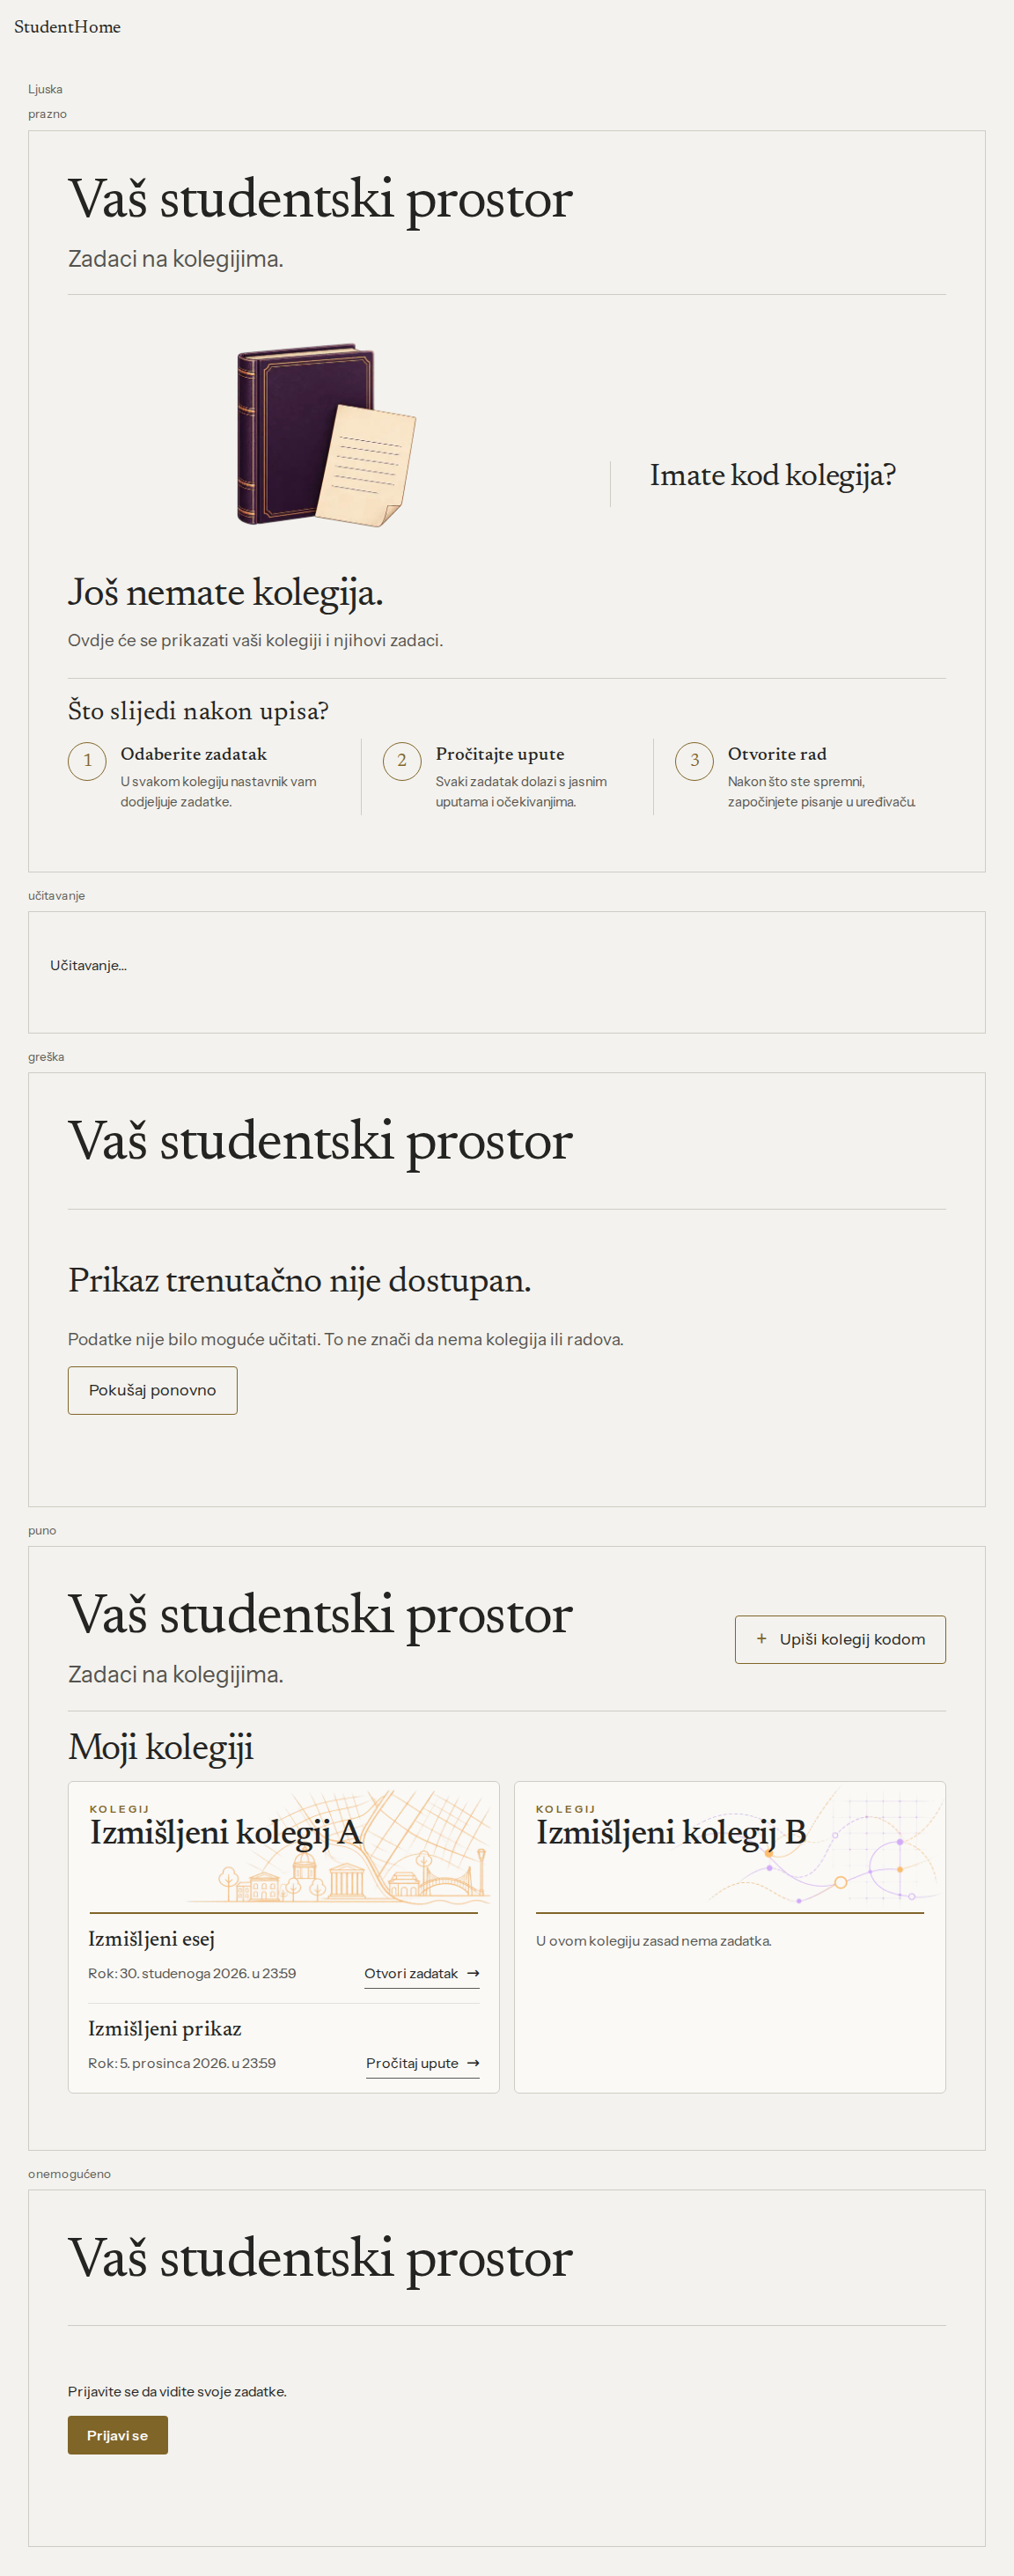 StudentHome
Ljuska
prazno
Vaš studentski prostor
Zadaci na kolegijima.
Imate kod kolegija?
Još nemate kolegija.
Ovdje će se prikazati vaši kolegiji i njihovi zadaci.
Što slijedi nakon upisa?
1
Odaberite zadatak
U svakom kolegiju nastavnik vam
dodjeljuje zadatke.
2
Pročitajte upute
Svaki zadatak dolazi s jasnim
uputama i očekivanjima.
3
Otvorite rad
Nakon što ste spremni,
započinjete pisanje u uređivaču.
učitavanje
Učitavanje…
greška
Vaš studentski prostor
Prikaz trenutačno nije dostupan.
Podatke nije bilo moguće učitati. To ne znači da nema kolegija ili radova.
Pokušaj ponovno
puno
Vaš studentski prostor
Zadaci na kolegijima.
+ Upiši kolegij kodom
Moji kolegiji
KOLEGIJ
Izmišljeni kolegij A
Izmišljeni esej
Rok: 30. studenoga 2026. u 23:59
Otvori zadatak →
Izmišljeni prikaz
Rok: 5. prosinca 2026. u 23:59
Pročitaj upute →
KOLEGIJ
Izmišljeni kolegij B
U ovom kolegiju zasad nema zadatka.
onemogućeno
Vaš studentski prostor
Prijavite se da vidite svoje zadatke.
Prijavi se